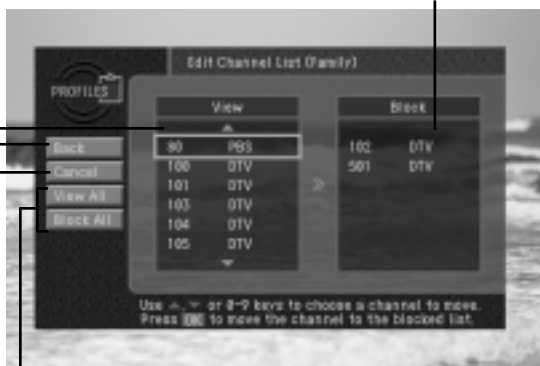 Edit Channel List (Family)
PROFILES
View
Block
Back
Cancel
View All
Block All
80 PBS
100 DTV
101 DTV
103 DTV
104 DTV
105 DTV
102 DTV
501 DTV
Use or 0-9 keys to choose a channel to move.
Press OK to move the channel to the blocked list.